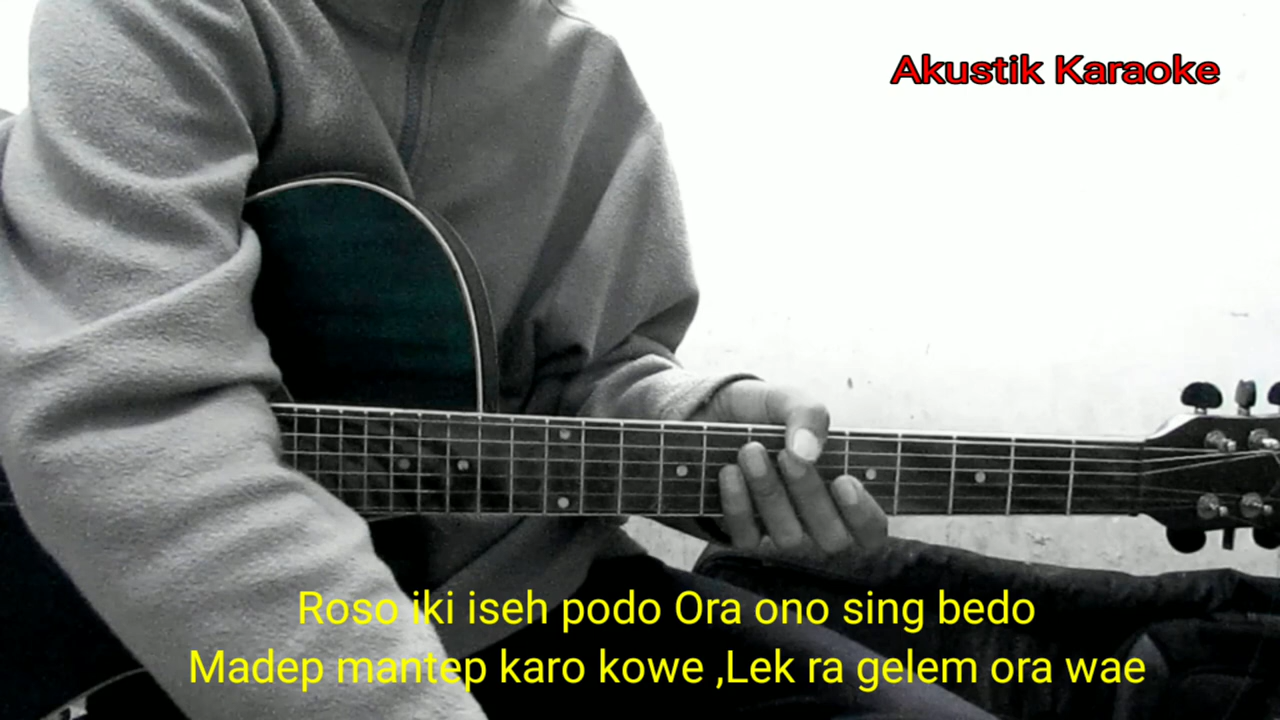 Akustik Karaoke
Roso iki iseh podo Ora ono sing bedo
Madep mantep karo kowe ,Lek ra gelem ora wae